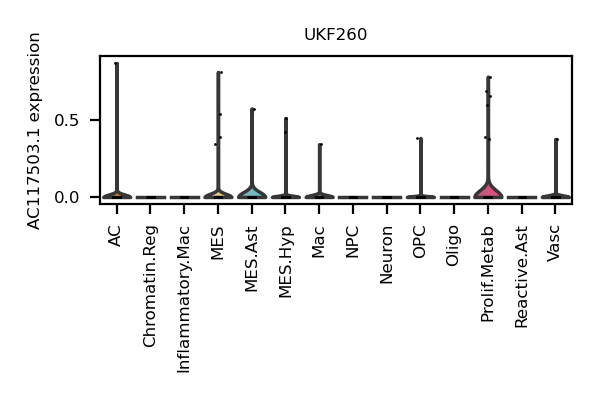 UKF260
AC117503.1 expression
0.5
0.0
AC
Chromatin.Reg
Inflammatory.Mac
MES
MES.Ast
MES.Hyp
Mac
NPC
Neuron
OPC
Oligo
Prolif.Metab
Reactive.Ast
Vasc